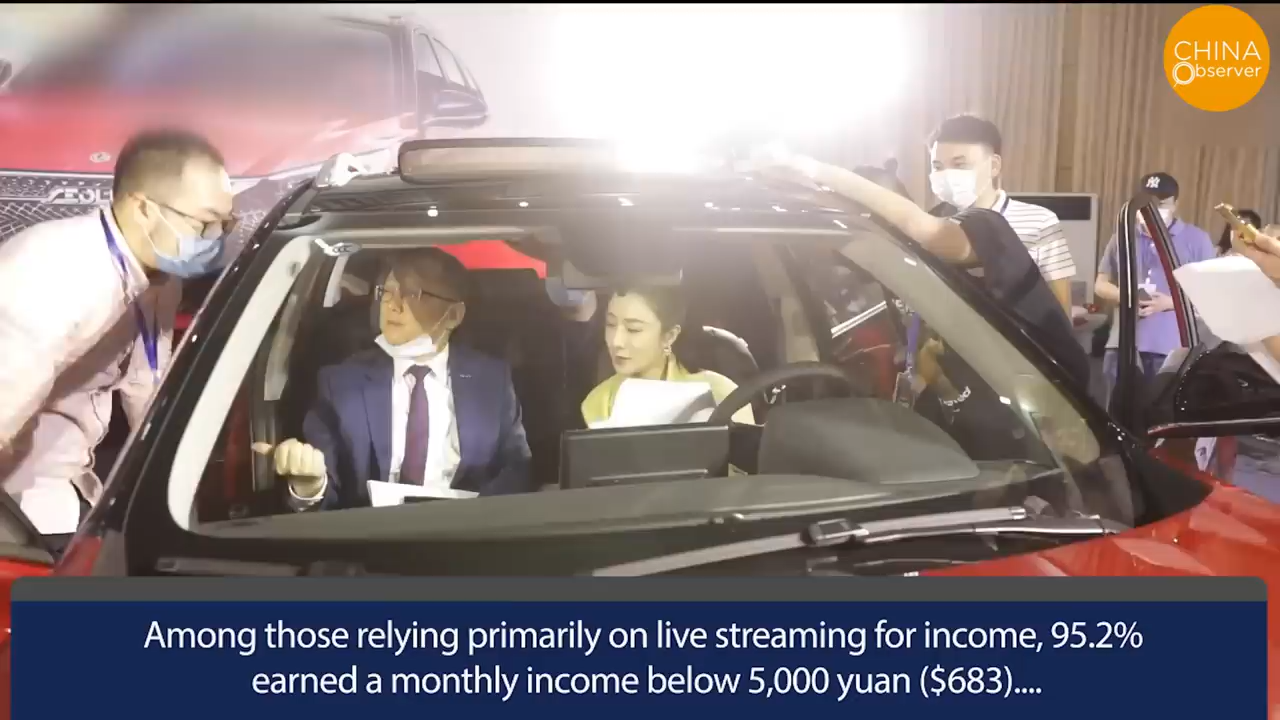 CHINA
Observer
Among those relying primarily on live streaming for income, 95.2%
earned a monthly income below 5,000 yuan ($683)....